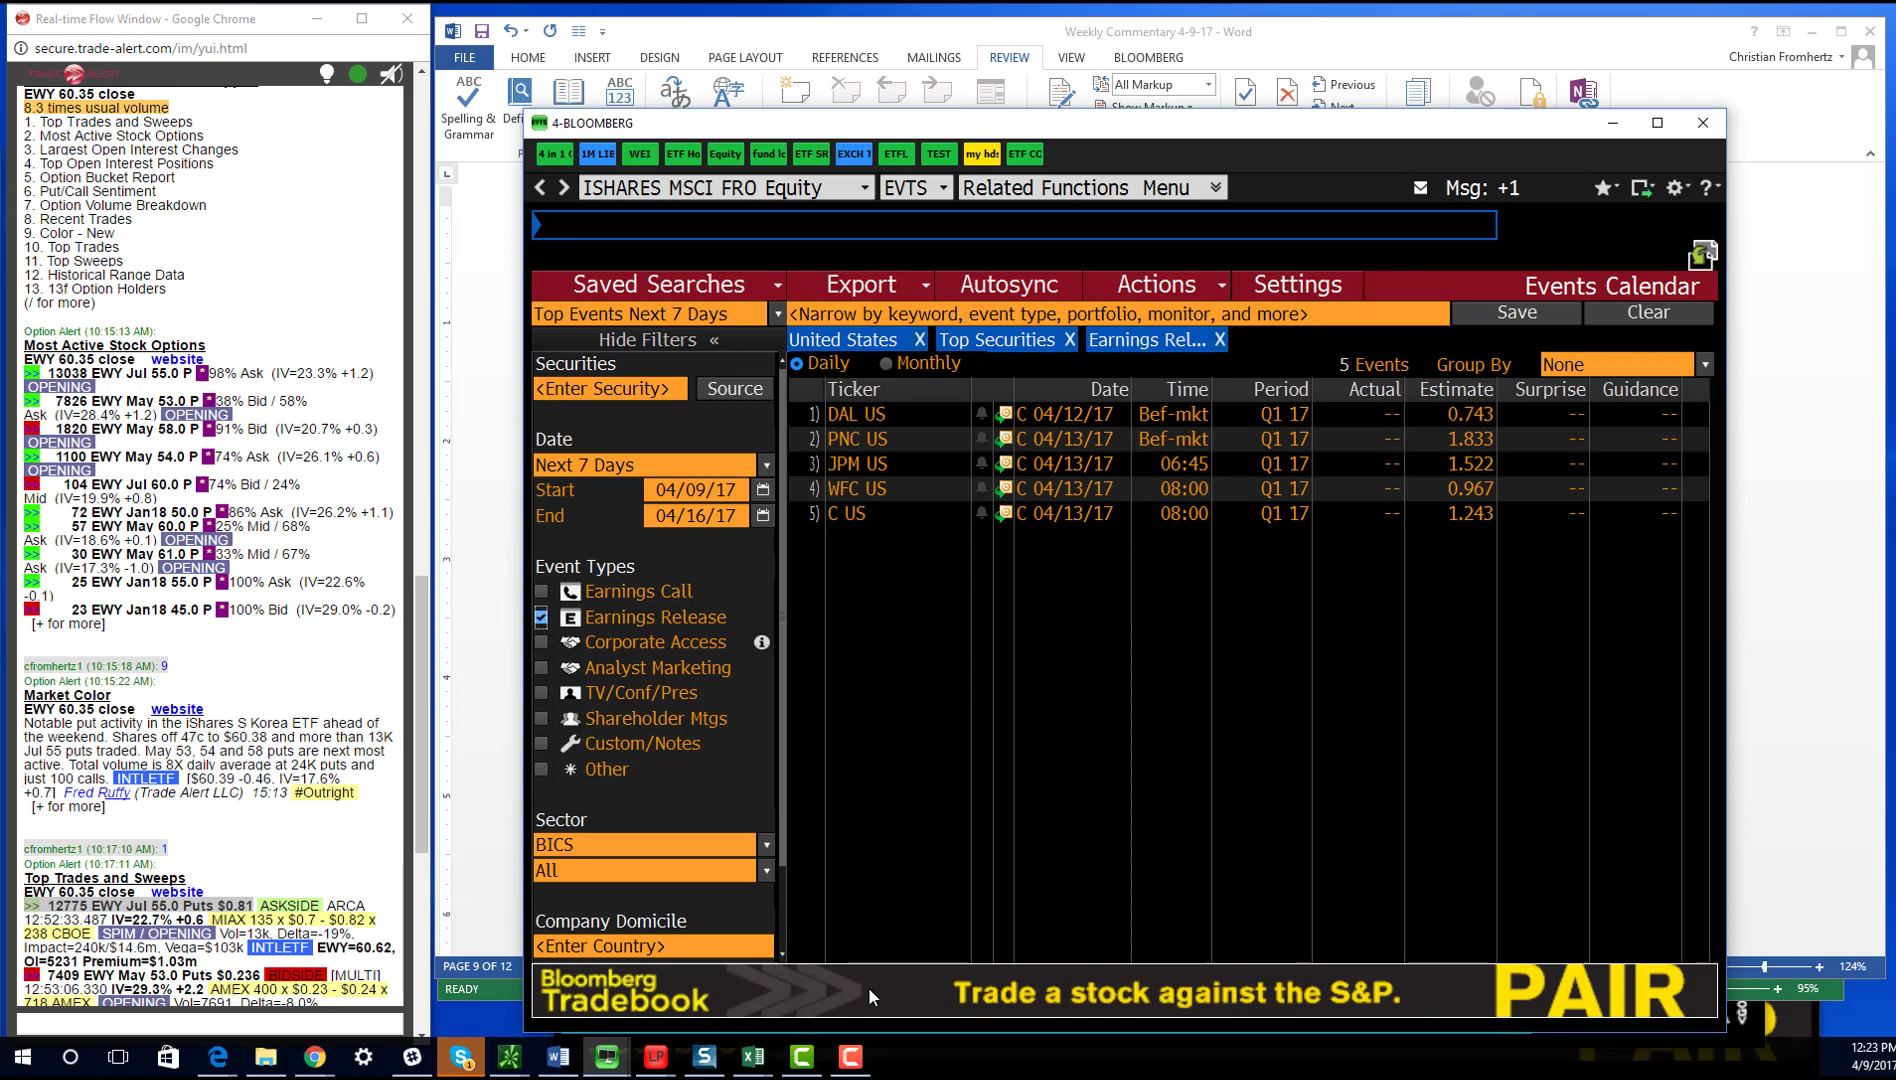 Real-time Flow Window - Google Chrome
secure.trade-alert.com/im/yui.html
TRADE ALERT
EWY 60.35 close
8.3 times usual volume
1. Top Trades and Sweeps
2. Most Active Stock Options
3. Largest Open Interest Changes
4. Top Open Interest Positions
5. Option Bucket Report
6. Put/Call Sentiment
7. Option Volume Breakdown
8. Recent Trades
9. Color - New
10. Top Trades
11. Top Sweeps
12. Historical Range Data
13. 13f Option Holders
(/ for more)
Option Alert (10:15:13 AM):
Most Active Stock Options
EWY 60.35 close website
>> 13038 EWY Jul 55.0 P * 98% Ask (IV=23.3% +1.2)
OPENING
>> 7826 EWY May 53.0 P * 38% Bid / 58%
Ask (IV=28.4% +1.2) OPENING
>> 1820 EWY May 58.0 P * 91% Bid (IV=20.7% +0.3)
OPENING
>> 1100 EWY May 54.0 P * 74% Ask (IV=26.1% +0.6)
OPENING
>> 104 EWY Jul 60.0 P * 74% Bid / 24%
Mid (IV=19.9% +0.8)
>> 72 EWY Jan18 50.0 P * 86% Ask (IV=26.2% +1.1)
>> 57 EWY May 60.0 P * 25% Mid / 68%
Ask (IV=18.6% +0.1) OPENING
>> 30 EWY May 61.0 P * 33% Mid / 67%
Ask (IV=17.3% -1.0) OPENING
>> 25 EWY Jan18 55.0 P * 100% Ask (IV=22.6%
-0.1)
>> 23 EWY Jan18 45.0 P * 100% Bid (IV=29.0% -0.2)
[+ for more]
cfromhertz1 (10:15:18 AM): 9
Option Alert (10:15:22 AM):
Market Color
EWY 60.35 close website
Notable put activity in the iShares S Korea ETF ahead of
the weekend. Shares off 47c to $60.38 and more than 13K
Jul 55 puts traded. May 53, 54 and 58 puts are next most
active. Total volume is 8X daily average at 24K puts and
just 100 calls. INTLETF [$60.39 -0.46, IV=17.6%
+0.7] Fred Ruffy (Trade Alert LLC) 15:13 #Outright
[+ for more]
cfromhertz1 (10:17:10 AM): 1
Option Alert (10:17:11 AM):
Top Trades and Sweeps
EWY 60.35 close website
>> 12775 EWY Jul 55.0 Puts $0.81 ASKSIDE ARCA
12:52:33.487 IV=22.7% +0.6 MIAX 135 x $0.7 - $0.82 x
238 CBOE SPIM / OPENING Vol=13k, Delta=-19%,
Impact=240k/$14.6m, Vega=$103k INTLETF EWY=60.62,
OI=5231 Premium=$1.03m
>> 7409 EWY May 53.0 Puts $0.236 BIDSIDE [MULTI]
12:53:06.330 IV=29.3% +2.2 AMEX 400 x $0.23 - $0.24 x
718 AMEX OPENING Vol=7691, Delta=-8.0%,
Weekly Commentary 4-9-17 - Word
FILE HOME INSERT DESIGN PAGE LAYOUT REFERENCES MAILINGS REVIEW VIEW BLOOMBERG
Christian Fromhertz
ABC ABC 123
Spelling & Grammar
All Markup
Show Markup
Previous
Next
4-BLOOMBERG
WEI ETF Ho Equity ETF SR EXCH T ETFL TEST my hds ETF CC
ISHARES MSCI FRO Equity EVTS Related Functions Menu Msg: +1
Saved Searches Export Autosync Actions Settings Events Calendar
Top Events Next 7 Days <Narrow by keyword, event type, portfolio, monitor, and more> Save Clear
Hide Filters « United States X Top Securities X Earnings Rel... X
Securities
Daily Monthly 5 Events Group By None
<Enter Security> Source
Ticker Date Time Period Actual Estimate Surprise Guidance
1) DAL US C 04/12/17 Bef-mkt Q1 17 -- 0.743 -- --
2) PNC US C 04/13/17 Bef-mkt Q1 17 -- 1.833 -- --
3) JPM US C 04/13/17 06:45 Q1 17 -- 1.522 -- --
4) WFC US C 04/13/17 08:00 Q1 17 -- 0.967 -- --
5) C US C 04/13/17 08:00 Q1 17 -- 1.243 -- --
Date
Next 7 Days
Start 04/09/17
End 04/16/17
Event Types
Earnings Call
E Earnings Release
Corporate Access
Analyst Marketing
TV/Conf/Pres
Shareholder Mtgs
Custom/Notes
Other
Sector
BICS
All
Company Domicile
<Enter Country>
PAGE 9 OF 12
124%
READY
95%
Bloomberg
Tradebook
Trade a stock against the S&P.
PAIR
12:23 PM
4/9/2017